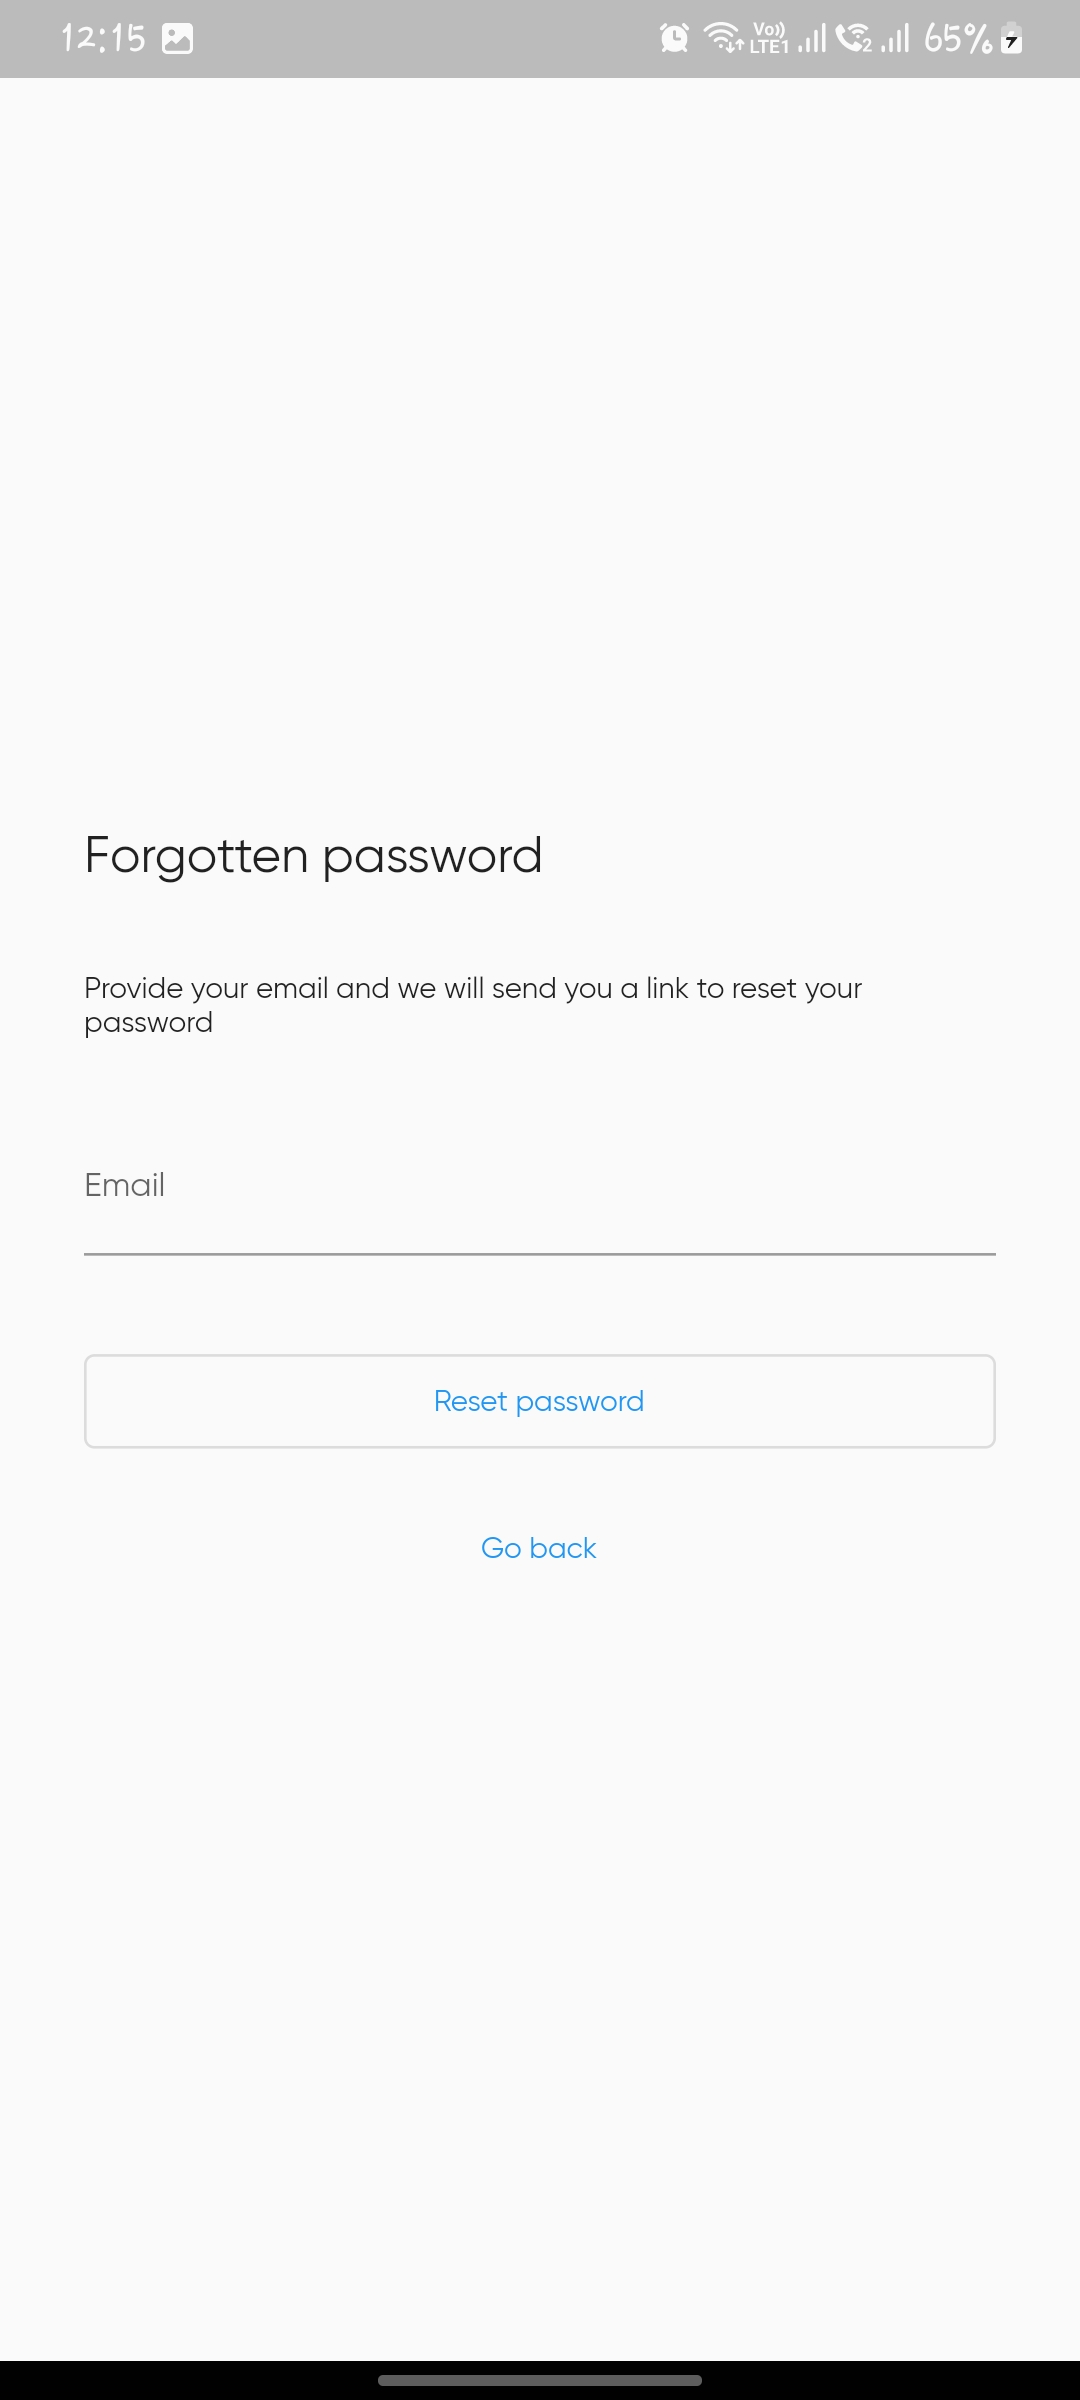 12:15
Vo)) LTE1 2 65%
Forgotten password
Provide your email and we will send you a link to reset your
password
Email
Reset password
Go back